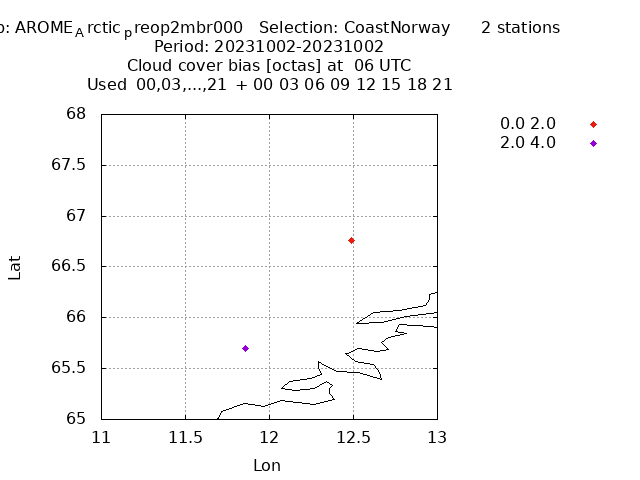 p: AROME_Arctic_preop2mbr000 Selection: CoastNorway 2 stations
Period: 20231002-20231002
Cloud cover bias [octas] at 06 UTC
Used 00,03,...,21 + 00 03 06 09 12 15 18 21
0.0 2.0
2.0 4.0
68
67.5
67
66.5
66
65.5
65
Lat
11 11.5 12 12.5 13
Lon